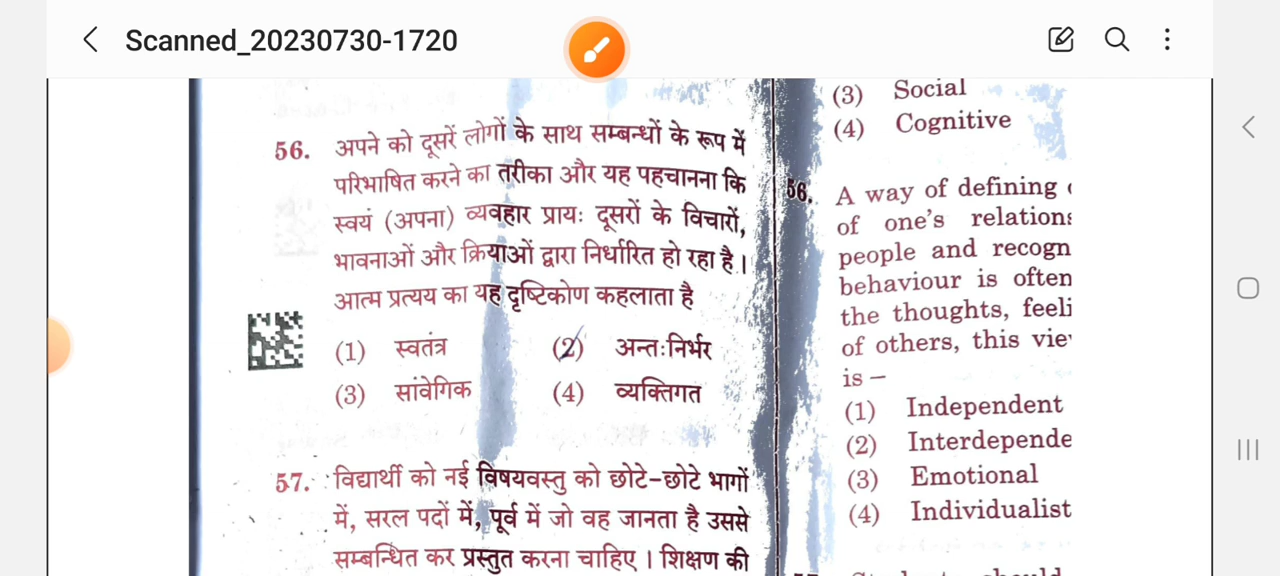 Scanned_20230730-1720
56. अपने को दूसरें लोगों के साथ सम्बन्धों के रूप में
परिभाषित करने का तरीका और यह पहचानना कि
स्वयं (अपना) व्यवहार प्रायः दूसरों के विचारों,
भावनाओं और क्रियाओं द्वारा निर्धारित हो रहा है।
आत्म प्रत्यय का यह दृष्टिकोण कहलाता है
(1) स्वतंत्र (2) अन्तःनिर्भर
(3) सांवेगिक (4) व्यक्तिगत
57. विद्यार्थी को नई विषयवस्तु को छोटे-छोटे भागों
में, सरल पदों में, पूर्व में जो वह जानता है उससे
सम्बन्धित कर प्रस्तुत करना चाहिए। शिक्षण की
(3) Social
(4) Cognitive
56. A way of defining
of one's relations
people and recogn
behaviour is often
the thoughts, feeli
of others, this vie
is –
(1) Independent
(2) Interdepende
(3) Emotional
(4) Individualist